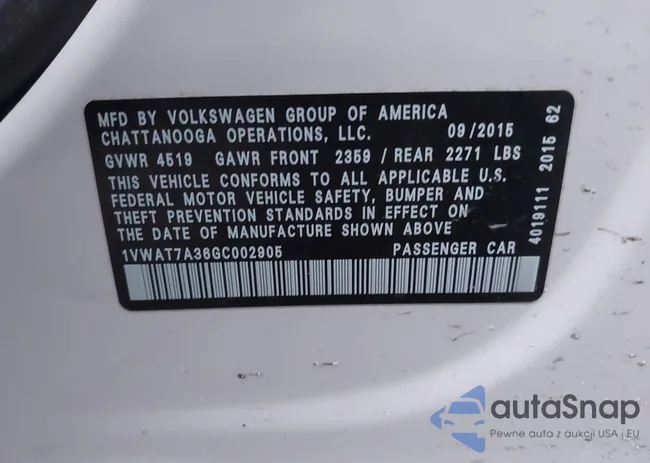 MFD BY VOLKSWAGEN GROUP OF AMERICA
CHATTANOOGA OPERATIONS, LLC. 09/2015
GVWR 4519 GAWR FRONT 2359 / REAR 2271 LBS
THIS VEHICLE CONFORMS TO ALL APPLICABLE U.S.
FEDERAL MOTOR VEHICLE SAFETY, BUMPER AND
THEFT PREVENTION STANDARDS IN EFFECT ON
THE DATE OF MANUFACTURE SHOWN ABOVE
1VWAT7A36GC002905 PASSENGER CAR
4019111 2015 62
autaSnap
Pewne auta z aukcji USA i EU